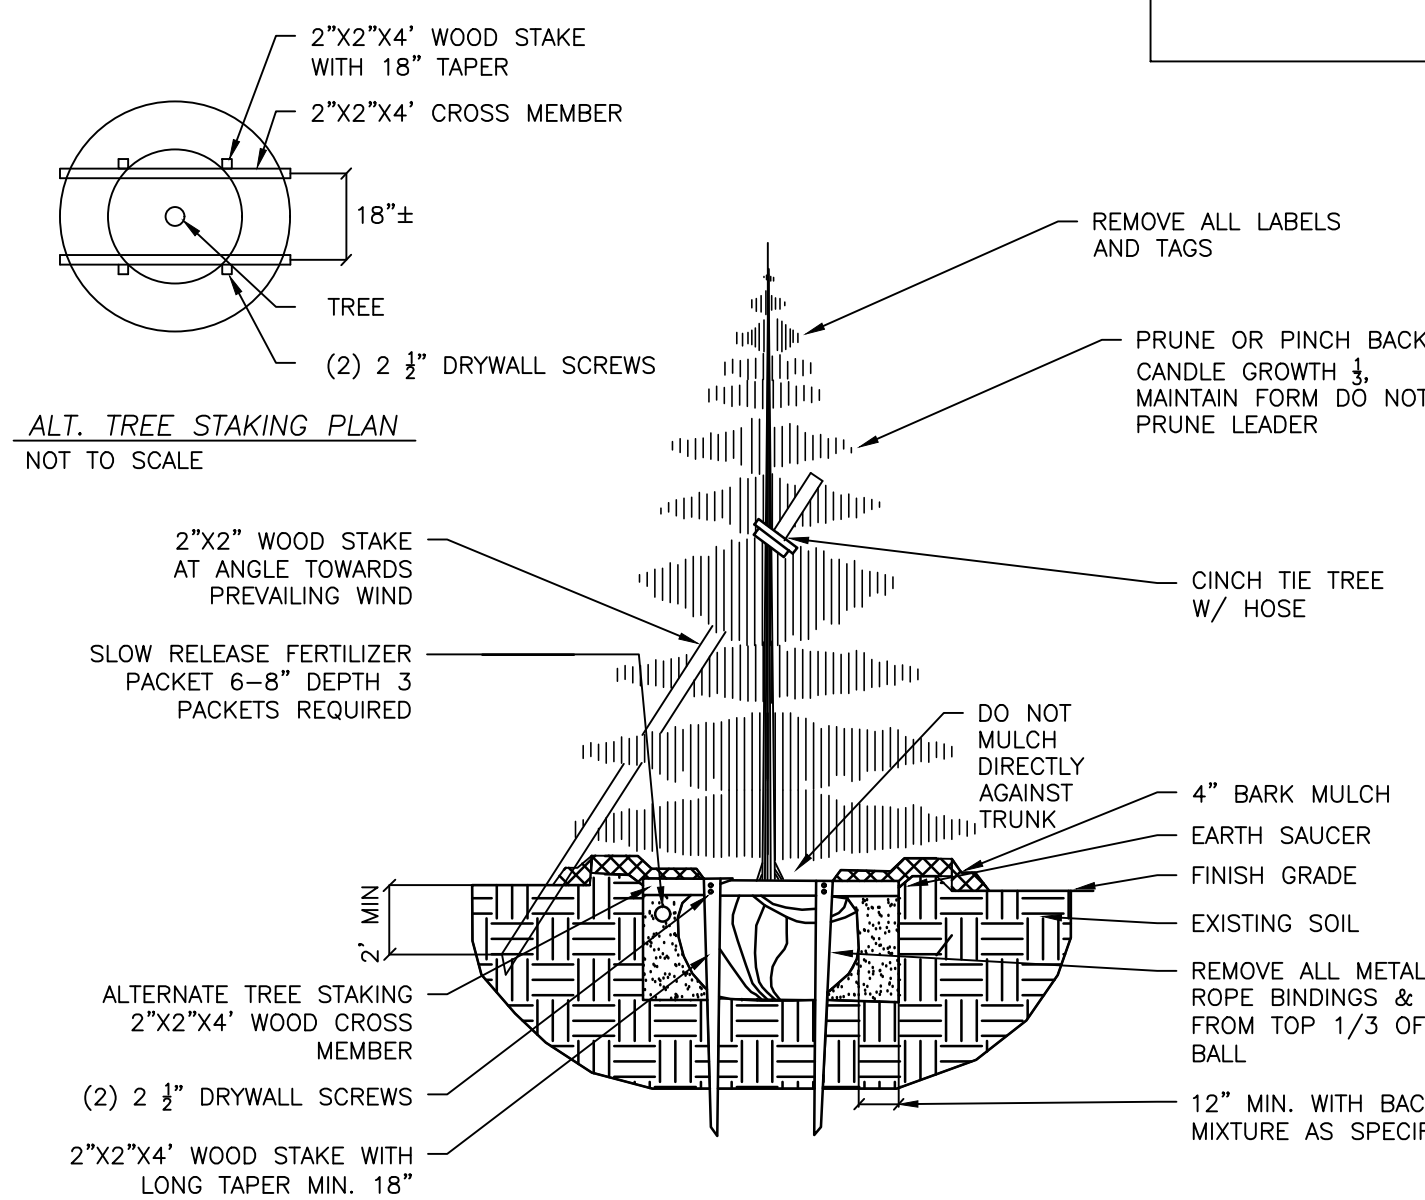 2"X2"X4' WOOD STAKE
WITH 18" TAPER
2"X2"X4' CROSS MEMBER
18"±
TREE
(2) 2 1/2" DRYWALL SCREWS
ALT. TREE STAKING PLAN
NOT TO SCALE
REMOVE ALL LABELS
AND TAGS
PRUNE OR PINCH BACK
CANDLE GROWTH 1/3,
MAINTAIN FORM DO NOT
PRUNE LEADER
2"X2" WOOD STAKE
AT ANGLE TOWARDS
PREVAILING WIND
CINCH TIE TREE
W/ HOSE
SLOW RELEASE FERTILIZER
PACKET 6-8" DEPTH 3
PACKETS REQUIRED
DO NOT
MULCH
DIRECTLY
AGAINST
TRUNK
4" BARK MULCH
EARTH SAUCER
FINISH GRADE
EXISTING SOIL
2' MIN
REMOVE ALL METAL
ROPE BINDINGS &
FROM TOP 1/3 OF
BALL
ALTERNATE TREE STAKING
2"X2"X4' WOOD CROSS
MEMBER
(2) 2 1/2" DRYWALL SCREWS
12" MIN. WITH BAC
MIXTURE AS SPECIF
2"X2"X4' WOOD STAKE WITH
LONG TAPER MIN. 18"